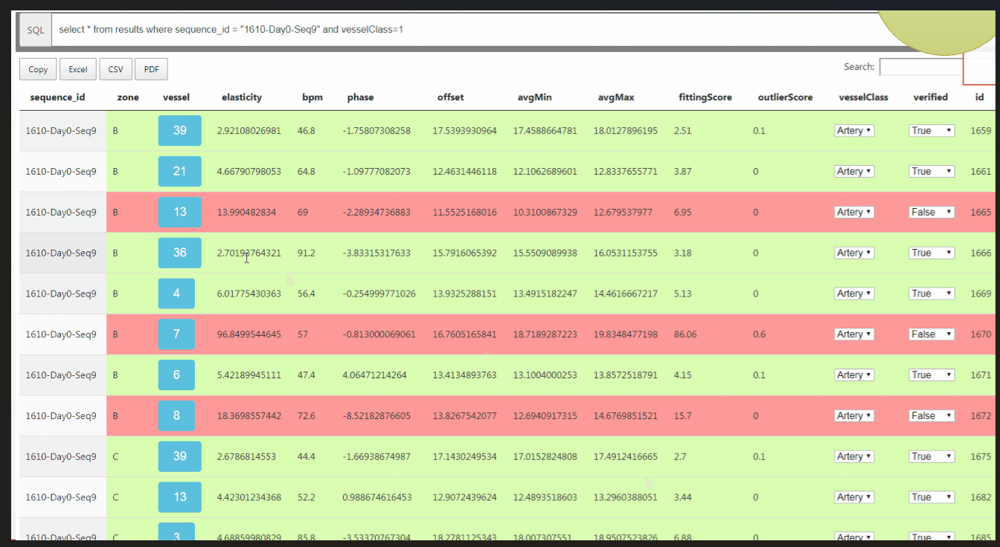 SQL select * from results where sequence_id = "1610-Day0-Seq9" and vesselClass=1
Copy Excel CSV PDF Search:
sequence_id zone vessel elasticity bpm phase offset avgMin avgMax fittingScore outlierScore vesselClass verified id
1610-Day0-Seq9 B 39 2.92108026981 46.8 -1.75807308258 17.5393930964 17.4588664781 18.0127896195 2.51 0.1 Artery True 1659
1610-Day0-Seq9 B 21 4.66790798053 64.8 -1.09777082073 12.4631446118 12.1062689601 12.8337655771 3.87 0 Artery True 1661
1610-Day0-Seq9 B 13 13.990482834 69 -2.28934736883 11.5525168016 10.3100867329 12.679537977 6.95 0 Artery False 1665
1610-Day0-Seq9 B 36 2.70193764321 91.2 -3.83315317633 15.7916065392 15.5509089938 16.0531153755 3.18 0 Artery True 1666
1610-Day0-Seq9 B 4 6.01775430363 56.4 -0.254999771026 13.9325288151 13.4915182247 14.4616667217 5.13 0 Artery True 1669
1610-Day0-Seq9 B 7 96.8499544645 57 -0.813000069061 16.7605165841 18.7189287223 19.8348477198 86.06 0.6 Artery False 1670
1610-Day0-Seq9 B 6 5.42189945111 47.4 4.06471214264 13.4134893763 13.1004000253 13.8572518791 4.15 0.1 Artery True 1671
1610-Day0-Seq9 B 8 18.3698557442 72.6 -8.52182876605 13.8267542077 12.6940917315 14.6769851521 15.7 0 Artery False 1672
1610-Day0-Seq9 C 39 2.6786814553 44.4 -1.66938674987 17.1430249534 17.0152824808 17.4912416665 2.7 0.1 Artery True 1675
1610-Day0-Seq9 C 13 4.42301234368 52.2 0.988674616453 12.9072439624 12.4893518603 13.2960388051 3.44 0 Artery True 1682
1610-Day0-Seq9 C 3 4.68859980829 85.8 -3.53370767304 18.2781125343 18.007307551 18.9507523826 6.88 0 Artery True 1685